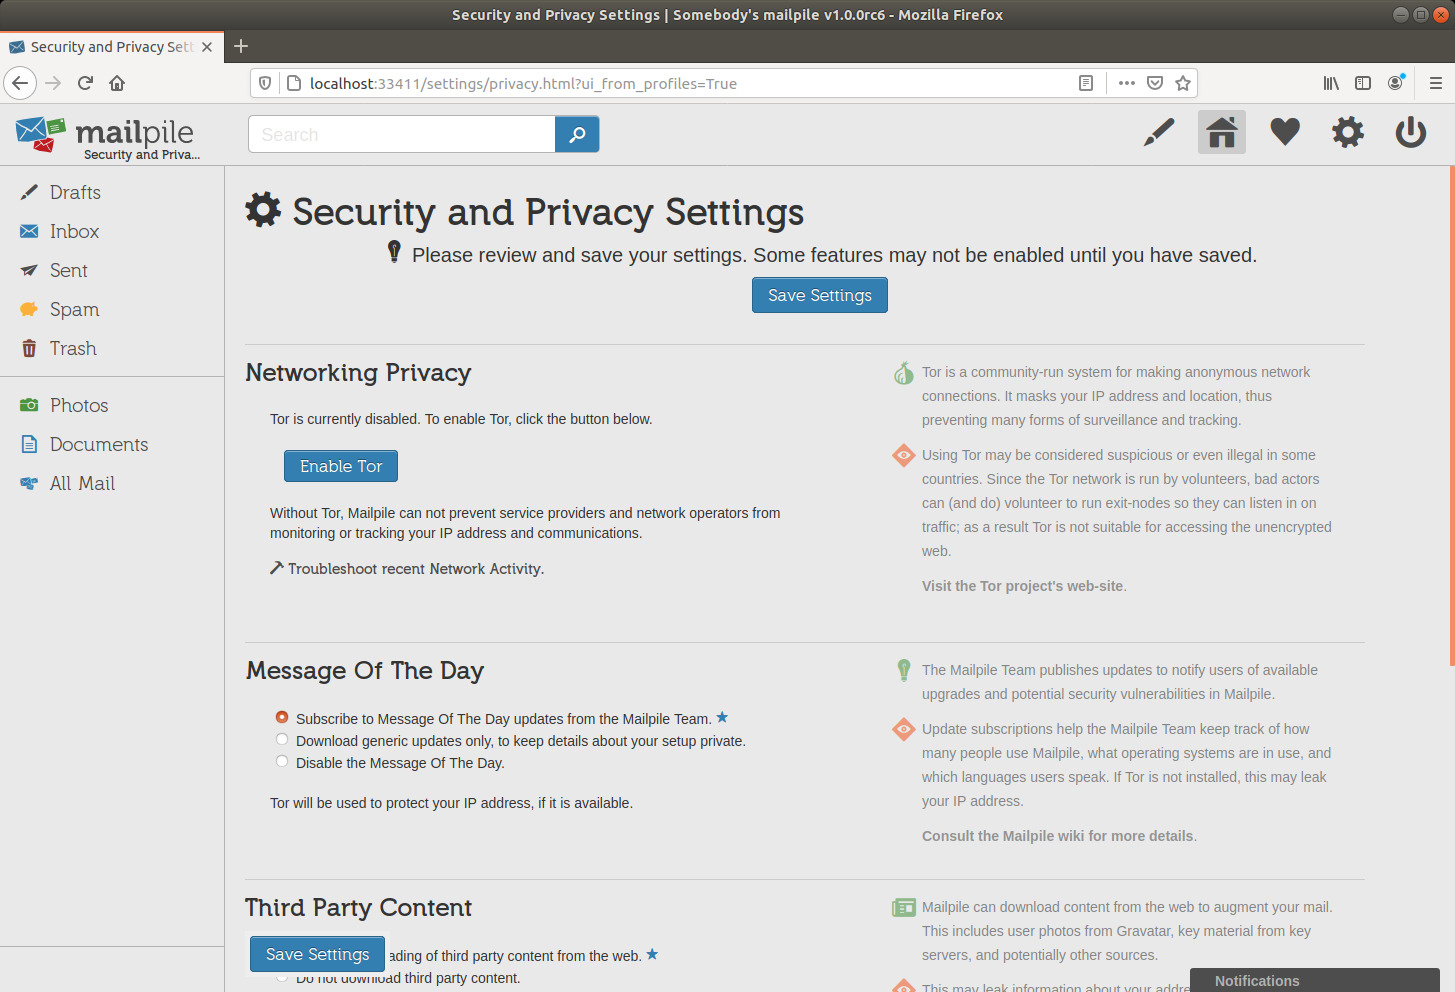 Security and Privacy Settings | Somebody's mailpile v1.0.0rc6 - Mozilla Firefox
Security and Privacy Sett
localhost:33411/settings/privacy.html?ui_from_profiles=True
mailpile
Security and Priva...
Search
Drafts
Inbox
Sent
Spam
Trash
Photos
Documents
All Mail
Security and Privacy Settings
Please review and save your settings. Some features may not be enabled until you have saved.
Save Settings
Networking Privacy
Tor is currently disabled. To enable Tor, click the button below.
Enable Tor
Without Tor, Mailpile can not prevent service providers and network operators from
monitoring or tracking your IP address and communications.
Troubleshoot recent Network Activity.
Tor is a community-run system for making anonymous network
connections. It masks your IP address and location, thus
preventing many forms of surveillance and tracking.
Using Tor may be considered suspicious or even illegal in some
countries. Since the Tor network is run by volunteers, bad actors
can (and do) volunteer to run exit-nodes so they can listen in on
traffic; as a result Tor is not suitable for accessing the unencrypted
web.
Visit the Tor project's web-site.
Message Of The Day
Subscribe to Message Of The Day updates from the Mailpile Team.
Download generic updates only, to keep details about your setup private.
Disable the Message Of The Day.
Tor will be used to protect your IP address, if it is available.
The Mailpile Team publishes updates to notify users of available
upgrades and potential security vulnerabilities in Mailpile.
Update subscriptions help the Mailpile Team keep track of how
many people use Mailpile, what operating systems are in use, and
which languages users speak. If Tor is not installed, this may leak
your IP address.
Consult the Mailpile wiki for more details.
Third Party Content
Save Settings
ading of third party content from the web.
Do not download third party content.
Mailpile can download content from the web to augment your mail.
This includes user photos from Gravatar, key material from key
servers, and potentially other sources.
This may leak information about your addre
Notifications